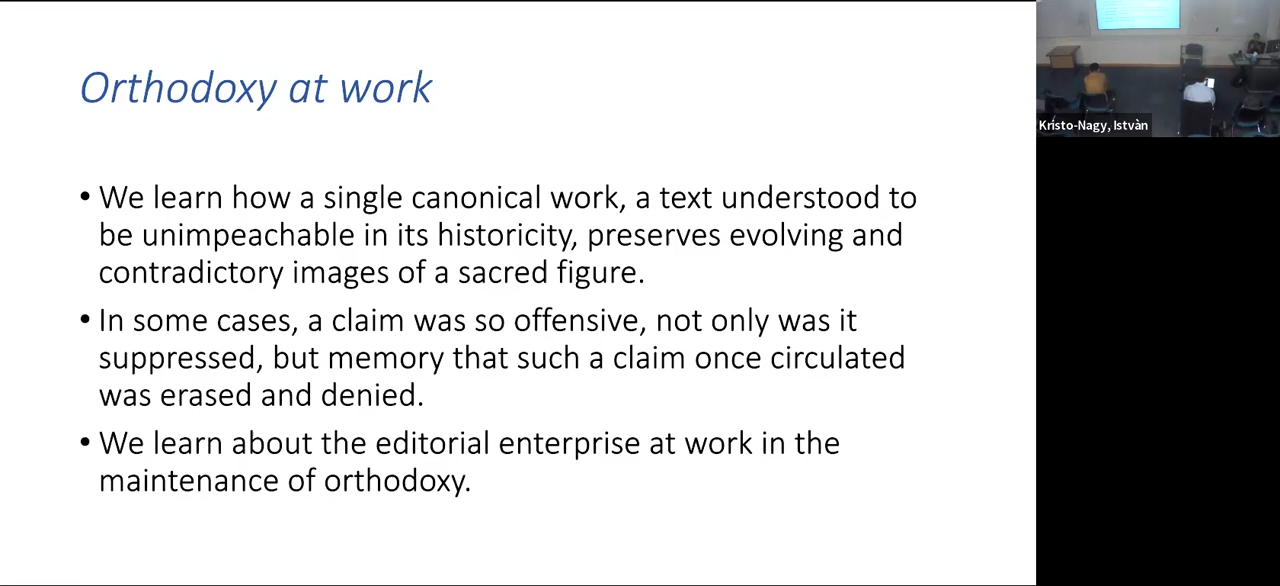 Orthodoxy at work
• We learn how a single canonical work, a text understood to
be unimpeachable in its historicity, preserves evolving and
contradictory images of a sacred figure.
• In some cases, a claim was so offensive, not only was it
suppressed, but memory that such a claim once circulated
was erased and denied.
• We learn about the editorial enterprise at work in the
maintenance of orthodoxy.
Kristo-Nagy, Istvàn